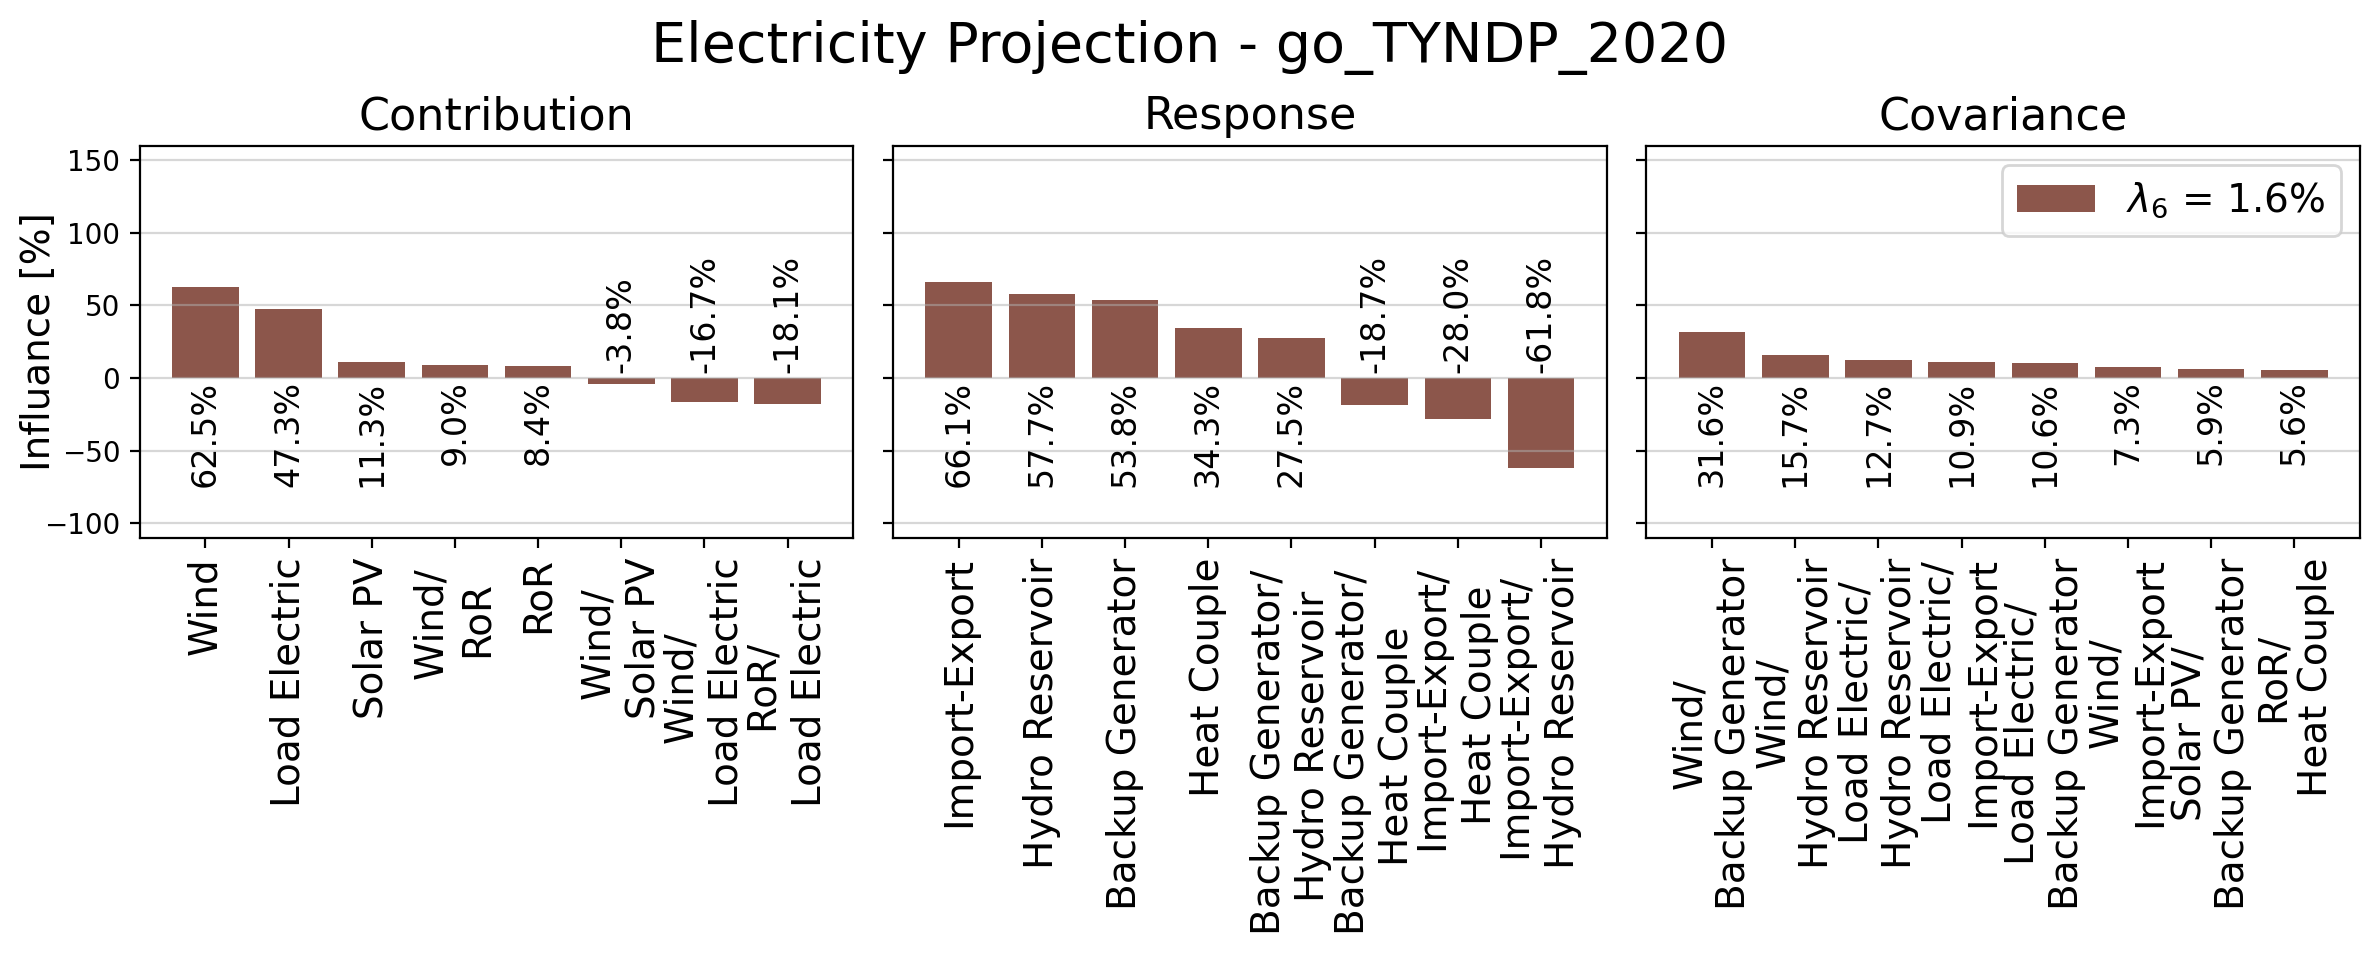 Electricity Projection - go_TYNDP_2020
Contribution
Influance [%]
150
100
50
0
−50
−100
62.5%
47.3%
11.3%
9.0%
8.4%
-3.8%
-16.7%
-18.1%
Wind
Load Electric
Solar PV
Wind/
RoR
RoR
Wind/
Solar PV
Wind/
Load Electric
RoR/
Load Electric
Response
66.1%
57.7%
53.8%
34.3%
27.5%
-18.7%
-28.0%
-61.8%
Import-Export
Hydro Reservoir
Backup Generator
Heat Couple
Backup Generator/
Hydro Reservoir
Backup Generator/
Heat Couple
Import-Export/
Heat Couple
Import-Export/
Hydro Reservoir
Covariance
λ₆ = 1.6%
31.6%
15.7%
12.7%
10.9%
10.6%
7.3%
5.9%
5.6%
Wind/
Backup Generator
Wind/
Hydro Reservoir
Load Electric/
Hydro Reservoir
Load Electric/
Import-Export
Load Electric/
Backup Generator
Wind/
Import-Export
Solar PV/
Backup Generator
RoR/
Heat Couple